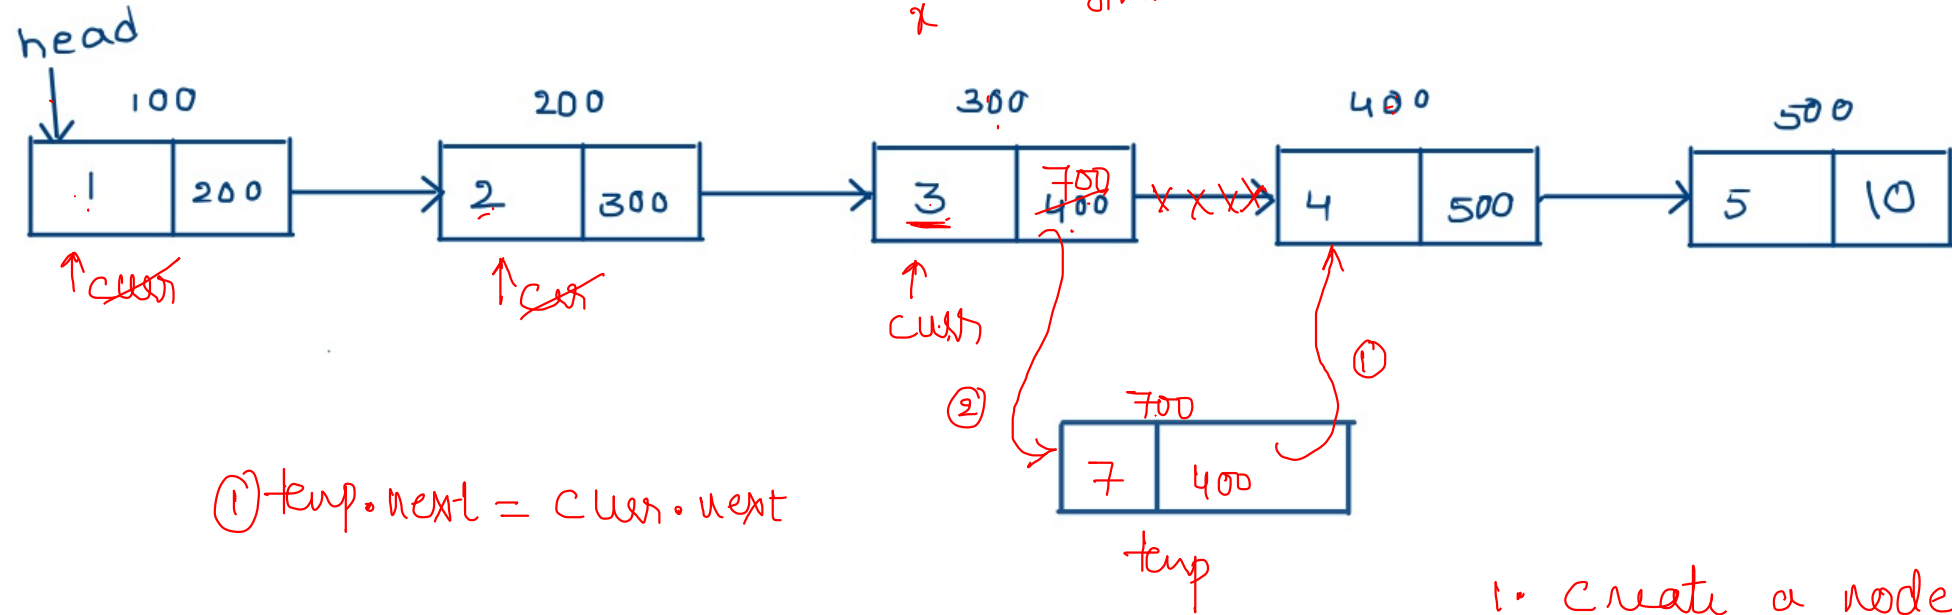 x
head
100 200 300 400 500
1 200 2 300 3 700 400 4 500 5 10
curr curr curr
①
②
700
7 400
① temp.next = curr.next
temp
1. create a node